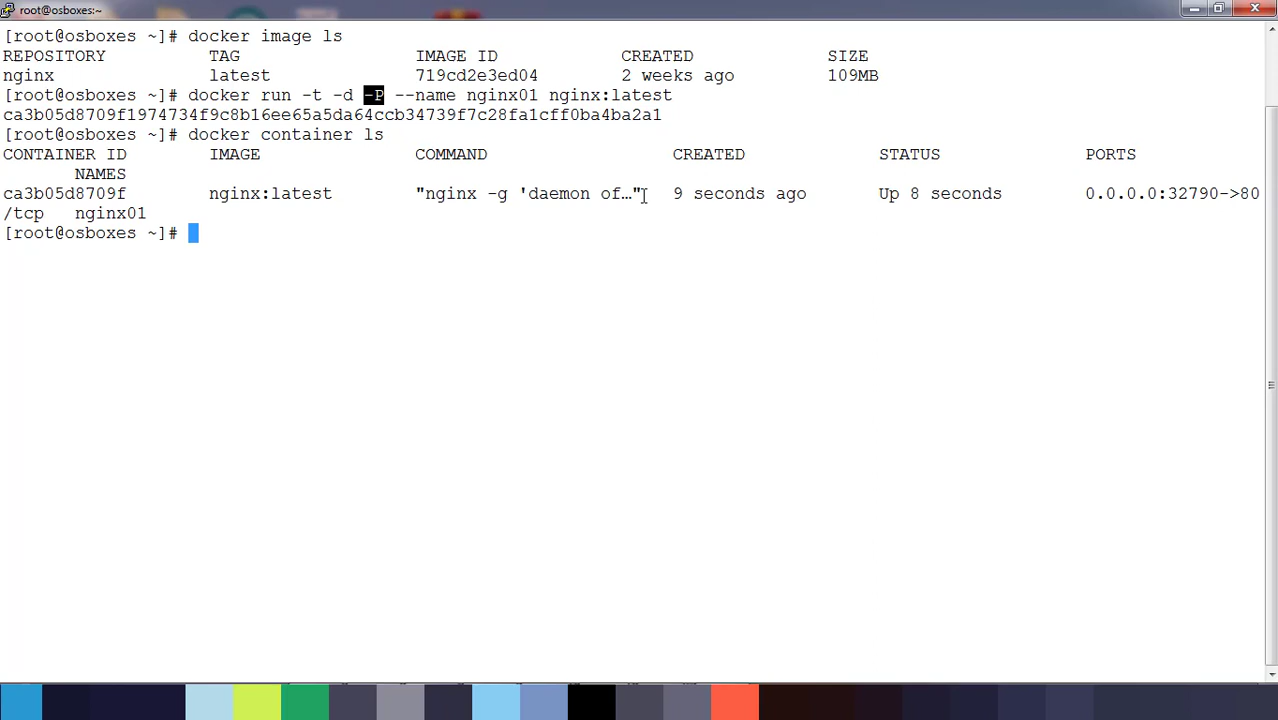 root@osboxes:~
[root@osboxes ~]# docker image ls
REPOSITORY TAG IMAGE ID CREATED SIZE
nginx latest 719cd2e3ed04 2 weeks ago 109MB
[root@osboxes ~]# docker run -t -d -P --name nginx01 nginx:latest
ca3b05d8709f1974734f9c8b16ee65a5da64ccb34739f7c28fa1cff0ba4ba2a1
[root@osboxes ~]# docker container ls
CONTAINER ID IMAGE COMMAND CREATED STATUS PORTS
NAMES
ca3b05d8709f nginx:latest "nginx -g 'daemon of…" 9 seconds ago Up 8 seconds 0.0.0.0:32790->80
/tcp nginx01
[root@osboxes ~]#